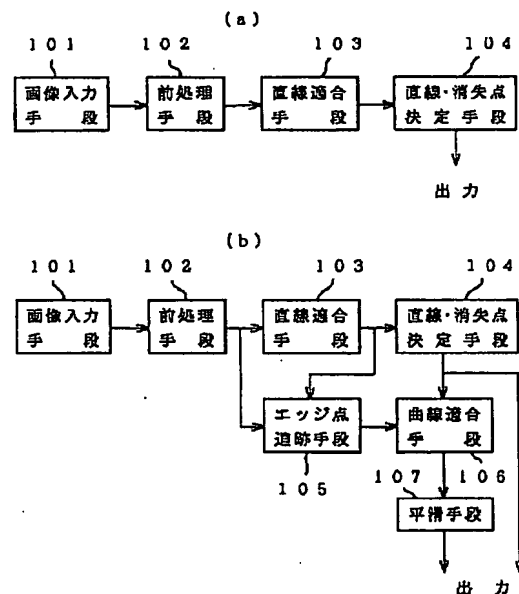 (a)
101 102 103 104
画像入力 前処理 直線適合 直線・消失点
手段 手段 手段 決定手段
出力
(b)
101 102 103 104
画像入力 前処理 直線適合 直線・消失点
手段 手段 手段 決定手段
エッジ点 曲線適合
追跡手段 手段
105 107 106
平滑手段
出力